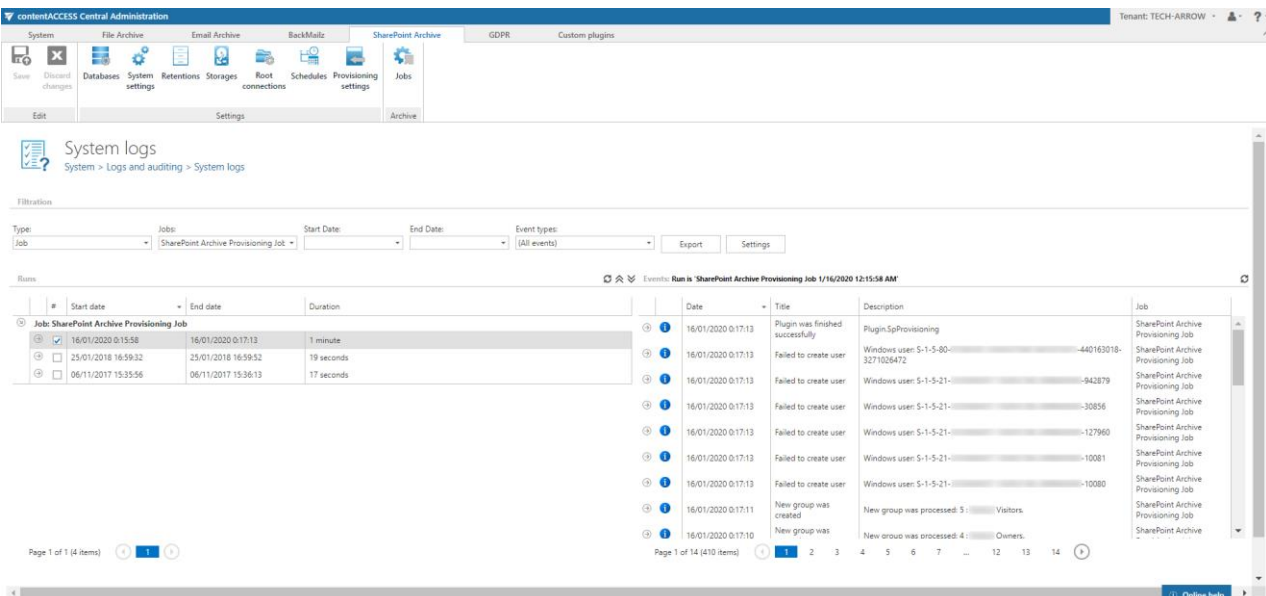 contentACCESS Central Administration
Tenant: TECH-ARROW
?
System File Archive Email Archive BackMailz SharePoint Archive GDPR Custom plugins
Save Discard changes Databases System settings Retentions Storages Root connections Schedules Provisioning settings Jobs
Edit Settings Archive
System logs
System > Logs and auditing > System logs
Filtration
Type: Jobs: Start Date: End Date: Event types:
Job SharePoint Archive Provisioning Job (All events) Export Settings
Runs
Events: Run is 'SharePoint Archive Provisioning Job 1/16/2020 12:15:58 AM'
# Start date End date Duration
Job: SharePoint Archive Provisioning Job
16/01/2020 0:15:58 16/01/2020 0:17:13 1 minute
25/01/2018 16:59:32 25/01/2018 16:59:52 19 seconds
06/11/2017 15:35:56 06/11/2017 15:36:13 17 seconds
Page 1 of 1 (4 items) 1
Date Title Description Job
16/01/2020 0:17:13 Plugin was finished successfully Plugin.SpProvisioning SharePoint Archive Provisioning Job
16/01/2020 0:17:13 Failed to create user Windows user: S-1-5-80- -440163018-3271026472 SharePoint Archive Provisioning Job
16/01/2020 0:17:13 Failed to create user Windows user: S-1-5-21- -942879 SharePoint Archive Provisioning Job
16/01/2020 0:17:13 Failed to create user Windows user: S-1-5-21- -30856 SharePoint Archive Provisioning Job
16/01/2020 0:17:13 Failed to create user Windows user: S-1-5-21- -127960 SharePoint Archive Provisioning Job
16/01/2020 0:17:13 Failed to create user Windows user: S-1-5-21- -10081 SharePoint Archive Provisioning Job
16/01/2020 0:17:13 Failed to create user Windows user: S-1-5-21- -10080 SharePoint Archive Provisioning Job
16/01/2020 0:17:11 New group was created New group was processed: 5 : Visitors. SharePoint Archive Provisioning Job
16/01/2020 0:17:10 New group was New group was processed: 4 : Owners. SharePoint Archive
Page 1 of 14 (410 items) 1 2 3 4 5 6 7 ... 12 13 14
Online help